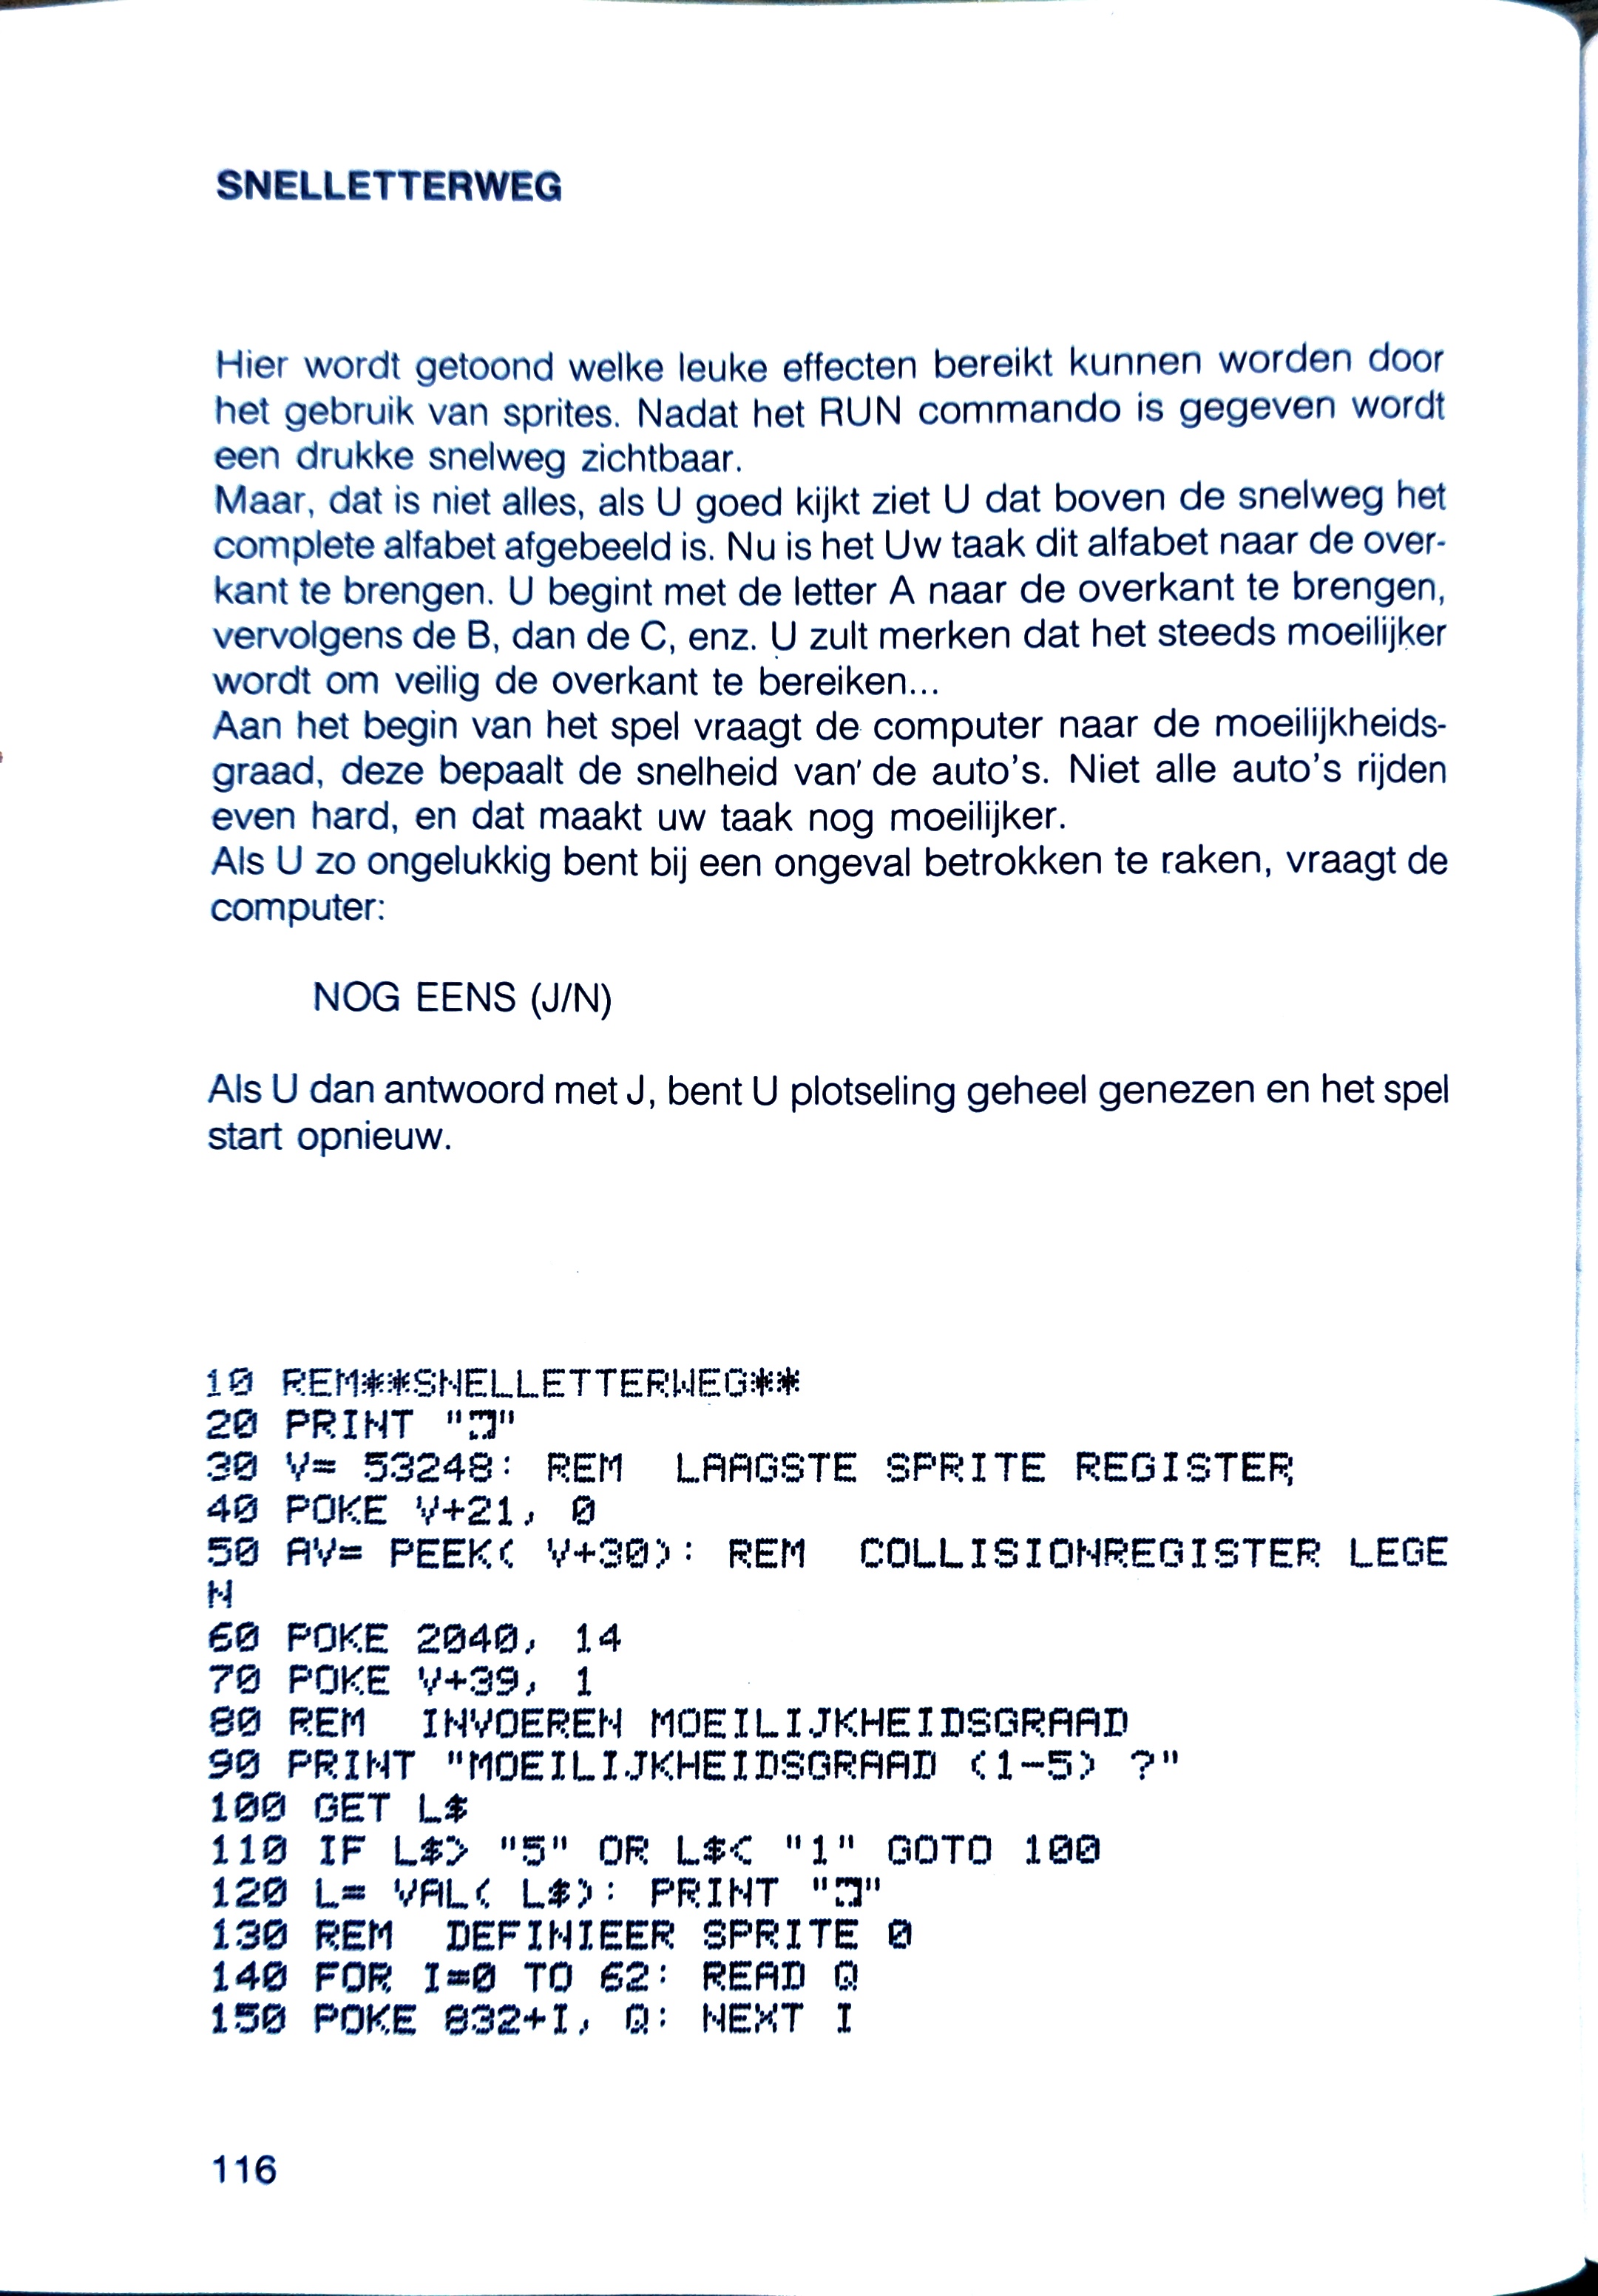 SNELLETTERWEG
Hier wordt getoond welke leuke effecten bereikt kunnen worden door
het gebruik van sprites. Nadat het RUN commando is gegeven wordt
een drukke snelweg zichtbaar.
Maar, dat is niet alles, als U goed kijkt ziet U dat boven de snelweg het
complete alfabet afgebeeld is. Nu is het Uw taak dit alfabet naar de over-
kant te brengen. U begint met de letter A naar de overkant te brengen,
vervolgens de B, dan de C, enz. U zult merken dat het steeds moeilijker
wordt om veilig de overkant te bereiken...
Aan het begin van het spel vraagt de computer naar de moeilijkheids-
graad, deze bepaalt de snelheid van' de auto's. Niet alle auto's rijden
even hard, en dat maakt uw taak nog moeilijker.
Als U zo ongelukkig bent bij een ongeval betrokken te raken, vraagt de
computer:
NOG EENS (J/N)
Als U dan antwoord met J, bent U plotseling geheel genezen en het spel
start opnieuw.
10 REM**SNELLETTERWEG**
20 PRINT ""
30 V= 53248: REM  LAAGSTE SPRITE REGISTER
40 POKE V+21, 0
50 AV= PEEK( V+30): REM  COLLISIONREGISTER LEGE
N
60 POKE 2040, 14
70 POKE V+39, 1
80 REM  INVOEREN MOEILIJKHEIDSGRAAD
90 PRINT "MOEILIJKHEIDSGRAAD (1-5) ?"
100 GET L$
110 IF L$> "5" OR L$< "1" GOTO 100
120 L= VAL( L$): PRINT ""
130 REM  DEFINIEER SPRITE 0
140 FOR I=0 TO 62: READ Q
150 POKE 832+I, Q: NEXT I
116